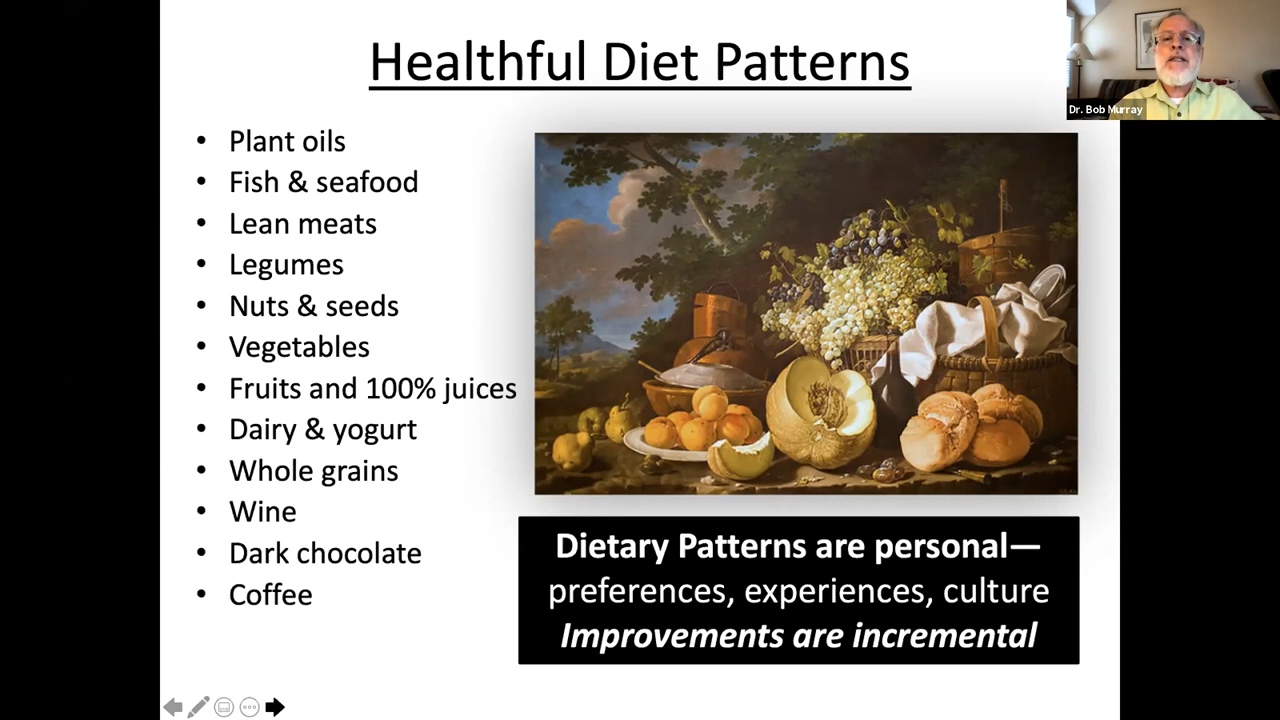 Healthful Diet Patterns
Dr. Bob Murray
• Plant oils
• Fish & seafood
• Lean meats
• Legumes
• Nuts & seeds
• Vegetables
• Fruits and 100% juices
• Dairy & yogurt
• Whole grains
• Wine
• Dark chocolate
• Coffee
Dietary Patterns are personal—
preferences, experiences, culture
Improvements are incremental